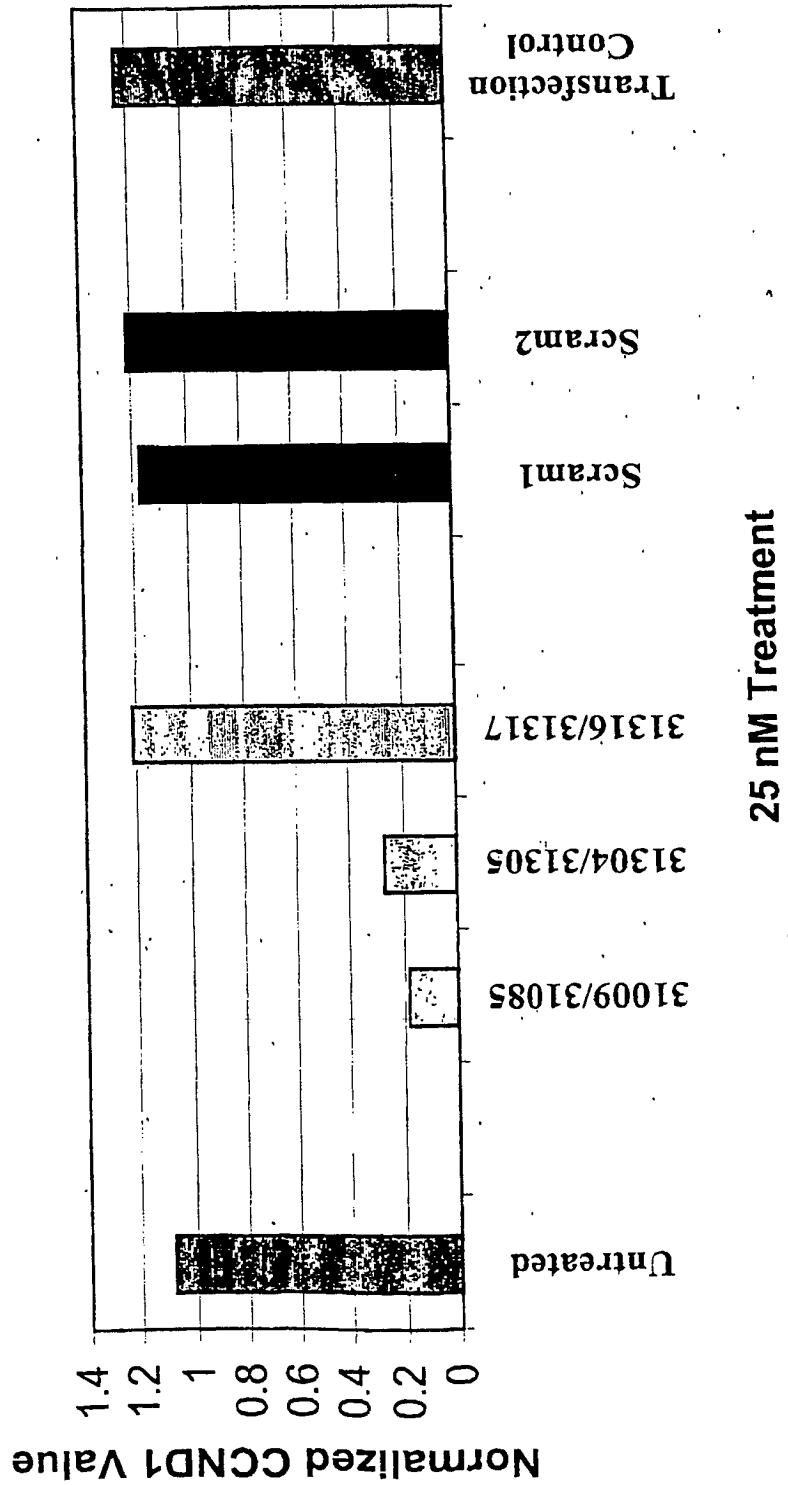 Normalized CCND1 Value
1.4
1.2
1
0.8
0.6
0.4
0.2
0
Untreated
31009/31085
31304/31305
31316/31317
Scram1
Scram2
Transfection
Control
25 nM Treatment